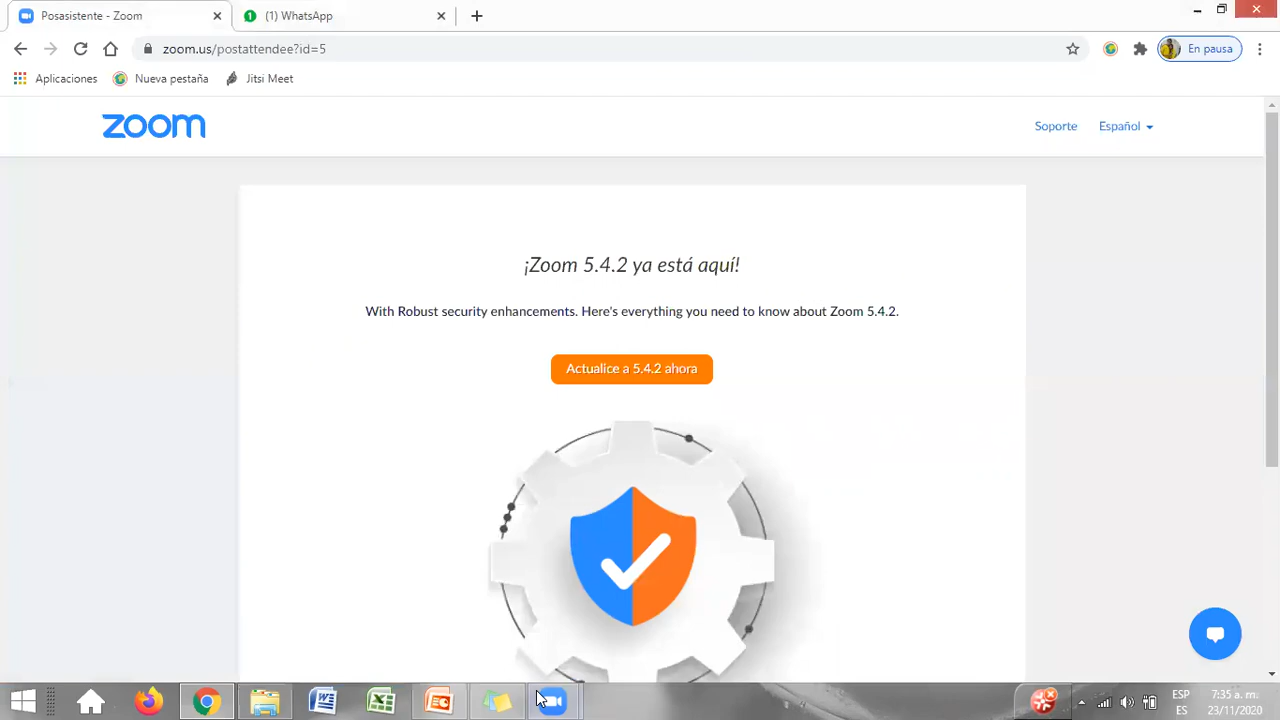 Posasistente - Zoom
1
(1) WhatsApp
zoom.us/postattendee?id=5
En pausa
Aplicaciones
Nueva pestaña
Jitsi Meet
zoom
Soporte
Español
¡Zoom 5.4.2 ya está aquí!
With Robust security enhancements. Here's everything you need to know about Zoom 5.4.2.
Actualice a 5.4.2 ahora
ESP
7:35 a. m.
ES
23/11/2020